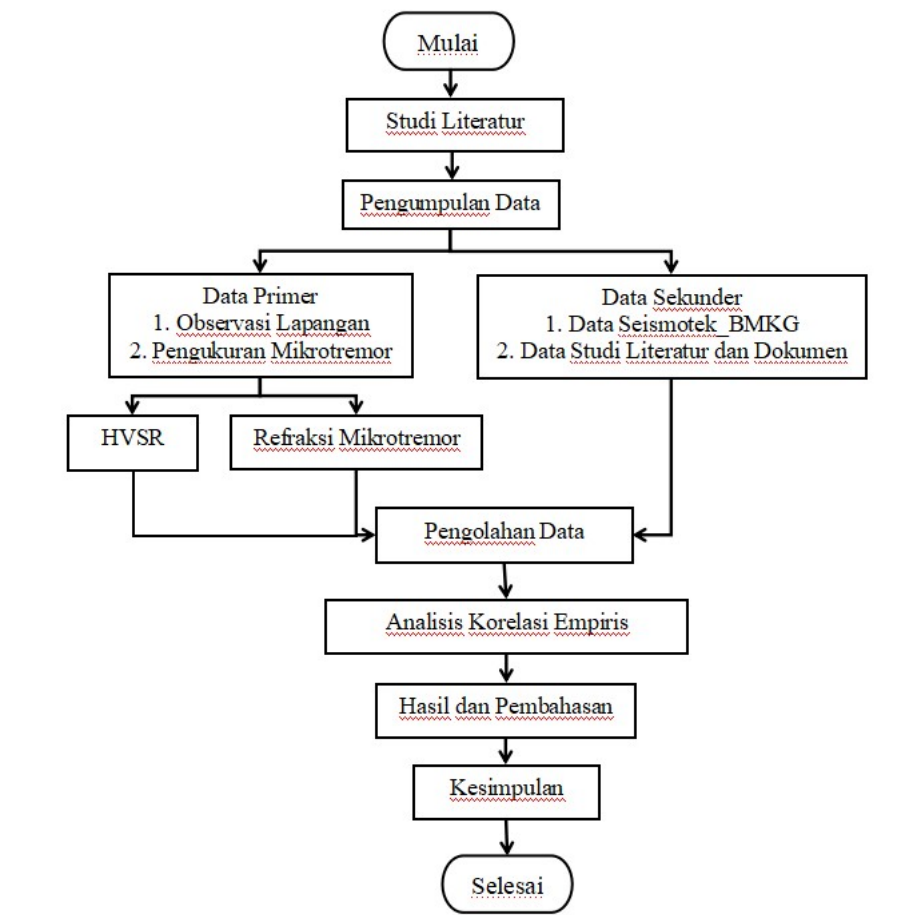 Mulai
Studi Literatur
Pengumpulan Data
Data Primer
1. Observasi Lapangan
2. Pengukuran Mikrotremor
Data Sekunder
1. Data Seismotek_BMKG
2. Data Studi Literatur dan Dokumen
HVSR
Refraksi Mikrotremor
Pengolahan Data
Analisis Korelasi Empiris
Hasil dan Pembahasan
Kesimpulan
Selesai